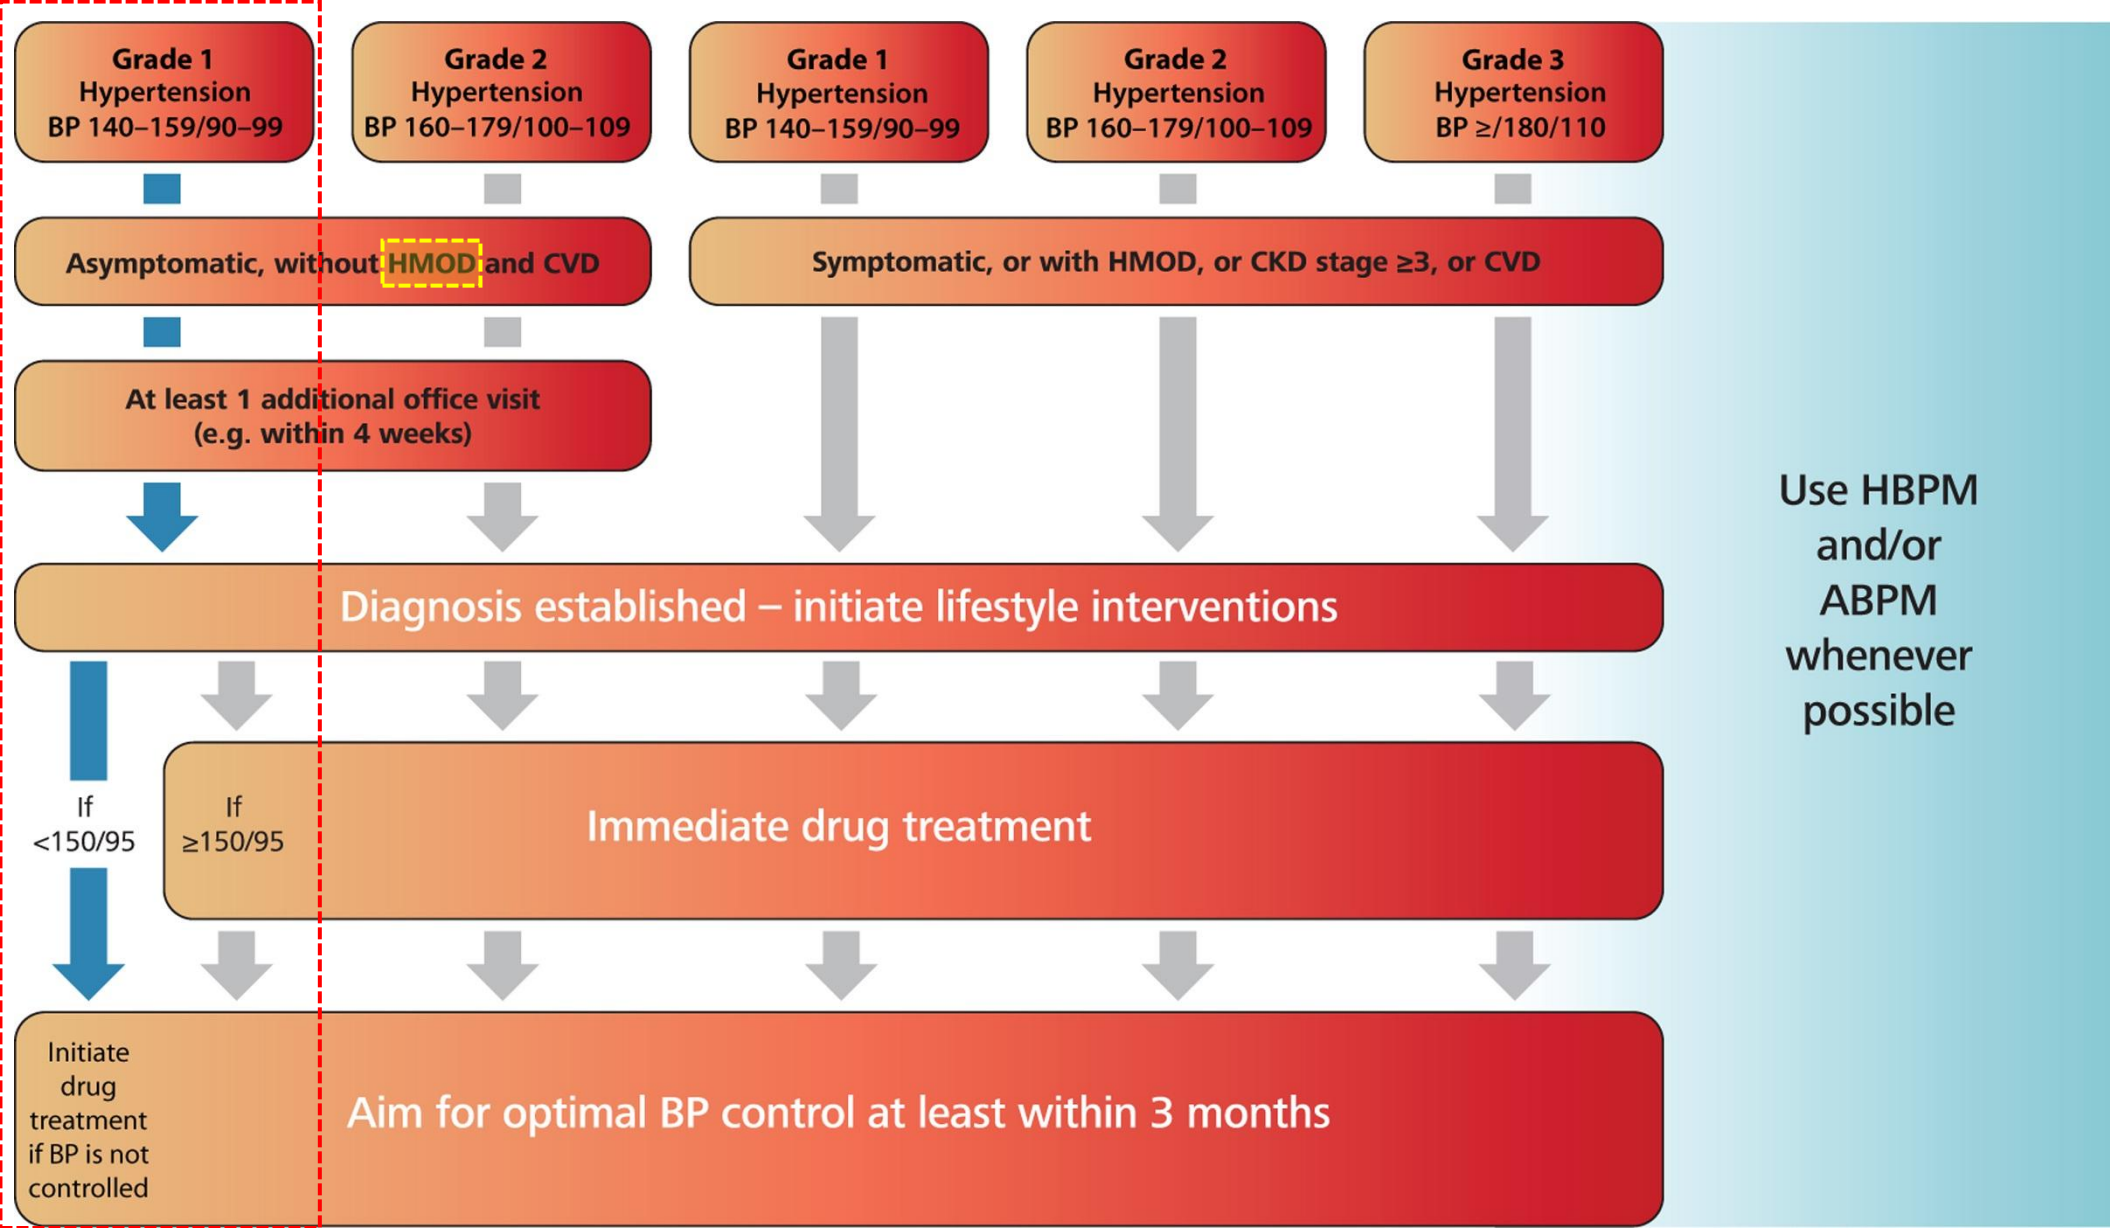 Grade 1
Hypertension
BP 140–159/90–99
Grade 2
Hypertension
BP 160–179/100–109
Grade 1
Hypertension
BP 140–159/90–99
Grade 2
Hypertension
BP 160–179/100–109
Grade 3
Hypertension
BP ≥/180/110
Asymptomatic, without HMOD and CVD
Symptomatic, or with HMOD, or CKD stage ≥3, or CVD
At least 1 additional office visit
(e.g. within 4 weeks)
Diagnosis established – initiate lifestyle interventions
If
<150/95
If
≥150/95
Immediate drug treatment
Initiate
drug
treatment
if BP is not
controlled
Aim for optimal BP control at least within 3 months
Use HBPM
and/or
ABPM
whenever
possible